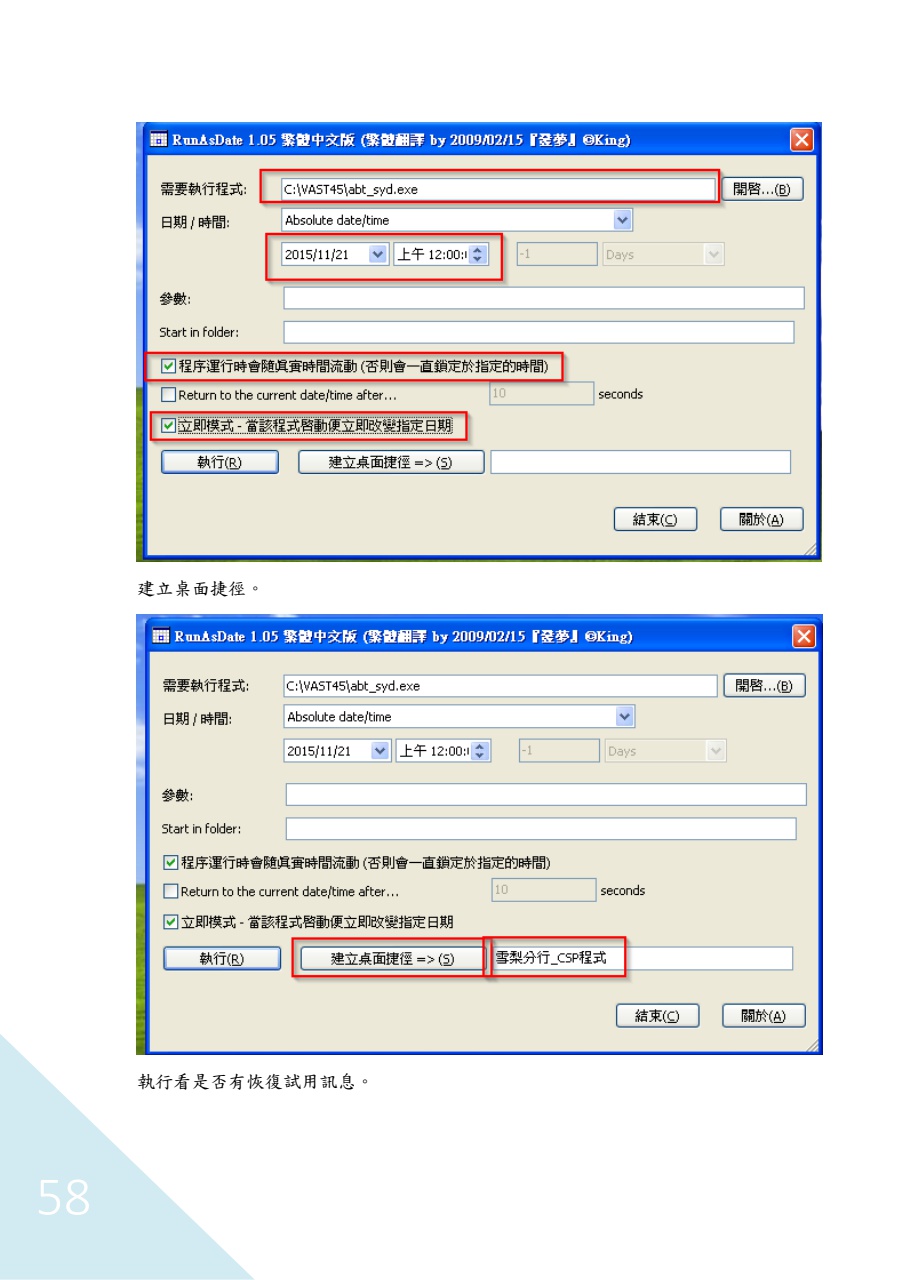 RunAsDate 1.05 繁體中文版 (繁體翻譯 by 2009/02/15『發夢』©King)
需要執行程式: C:\VAST45\abt_syd.exe 開啓...(B)
日期 / 時間: Absolute date/time
2015/11/21 上午 12:00: -1 Days
參數:
Start in folder:
程序運行時會隨真實時間流動 (否則會一直鎖定於指定的時間)
Return to the current date/time after... 10 seconds
立即模式 - 當該程式啓動便立即改變指定日期
執行(R) 建立桌面捷徑 => (S)
結束(C) 關於(A)
建立桌面捷徑。
RunAsDate 1.05 繁體中文版 (繁體翻譯 by 2009/02/15『發夢』©King)
需要執行程式: C:\VAST45\abt_syd.exe 開啓...(B)
日期 / 時間: Absolute date/time
2015/11/21 上午 12:00: -1 Days
參數:
Start in folder:
程序運行時會隨真實時間流動 (否則會一直鎖定於指定的時間)
Return to the current date/time after... 10 seconds
立即模式 - 當該程式啓動便立即改變指定日期
執行(R) 建立桌面捷徑 => (S) 雪梨分行_CSP程式
結束(C) 關於(A)
執行看是否有恢復試用訊息。
58